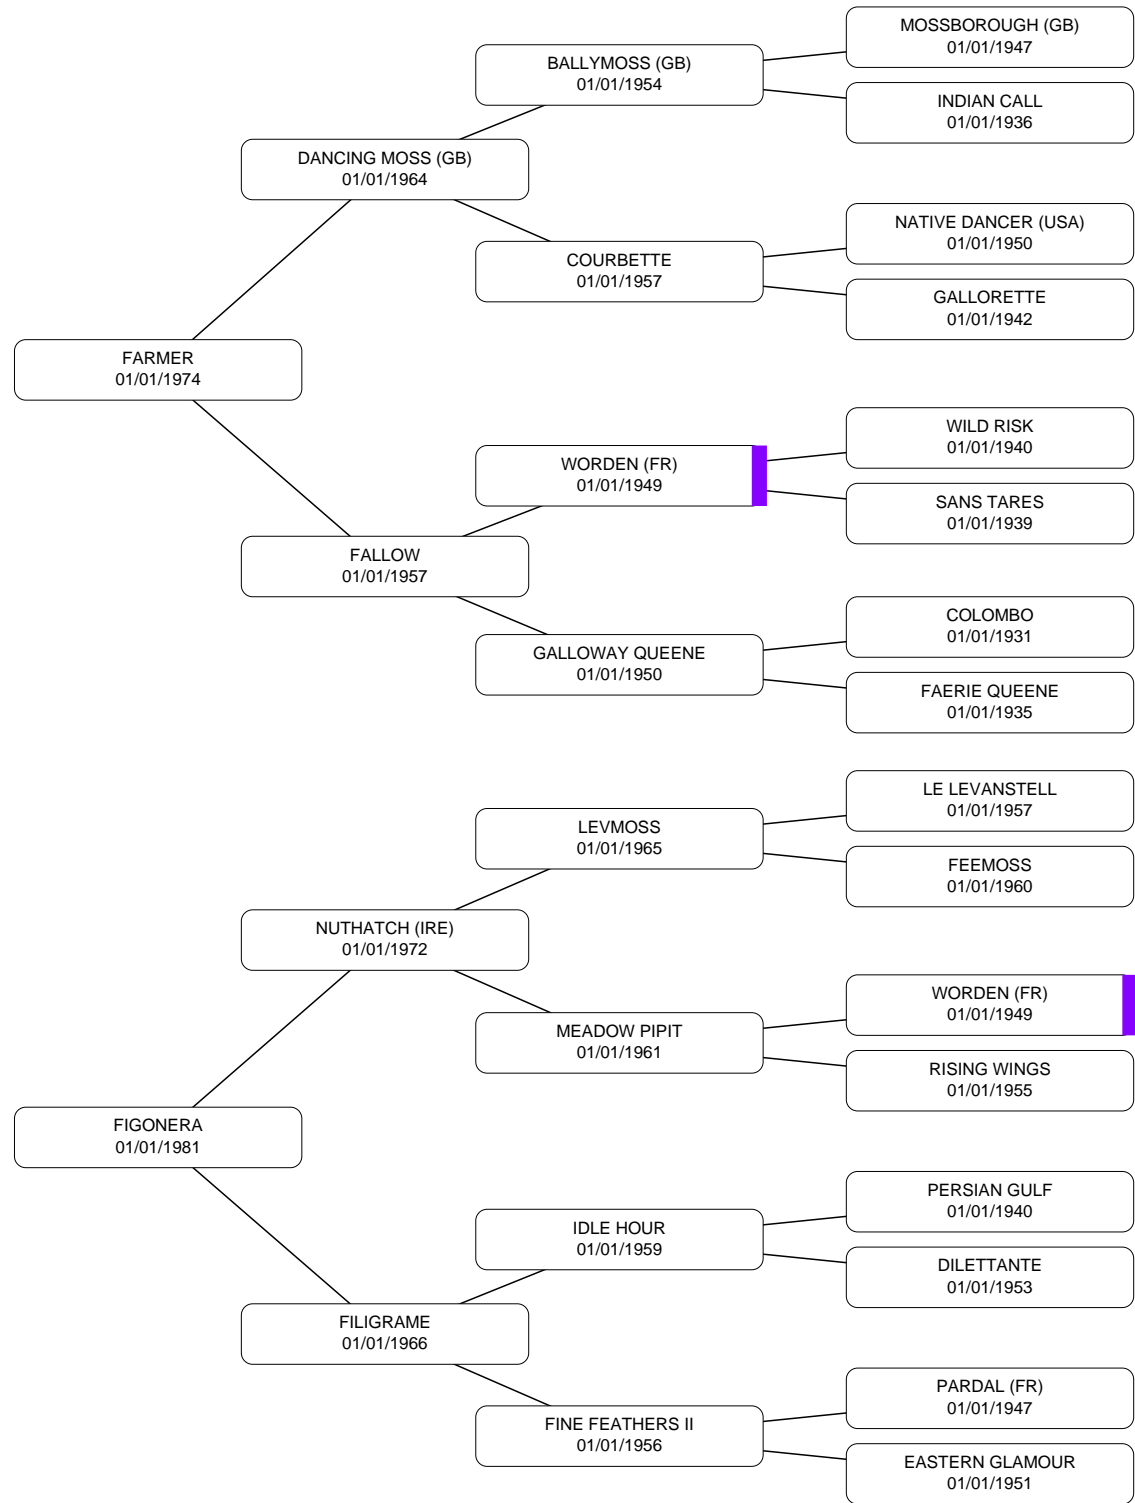 MOSSBOROUGH (GB)
01/01/1947
BALLYMOSS (GB)
01/01/1954
INDIAN CALL
01/01/1936
DANCING MOSS (GB)
01/01/1964
NATIVE DANCER (USA)
01/01/1950
COURBETTE
01/01/1957
GALLORETTE
01/01/1942
FARMER
01/01/1974
WILD RISK
01/01/1940
WORDEN (FR)
01/01/1949
SANS TARES
01/01/1939
FALLOW
01/01/1957
COLOMBO
01/01/1931
GALLOWAY QUEENE
01/01/1950
FAERIE QUEENE
01/01/1935
LE LEVANSTELL
01/01/1957
LEVMOSS
01/01/1965
FEEMOSS
01/01/1960
NUTHATCH (IRE)
01/01/1972
WORDEN (FR)
01/01/1949
MEADOW PIPIT
01/01/1961
RISING WINGS
01/01/1955
FIGONERA
01/01/1981
PERSIAN GULF
01/01/1940
IDLE HOUR
01/01/1959
DILETTANTE
01/01/1953
FILIGRAME
01/01/1966
PARDAL (FR)
01/01/1947
FINE FEATHERS II
01/01/1956
EASTERN GLAMOUR
01/01/1951